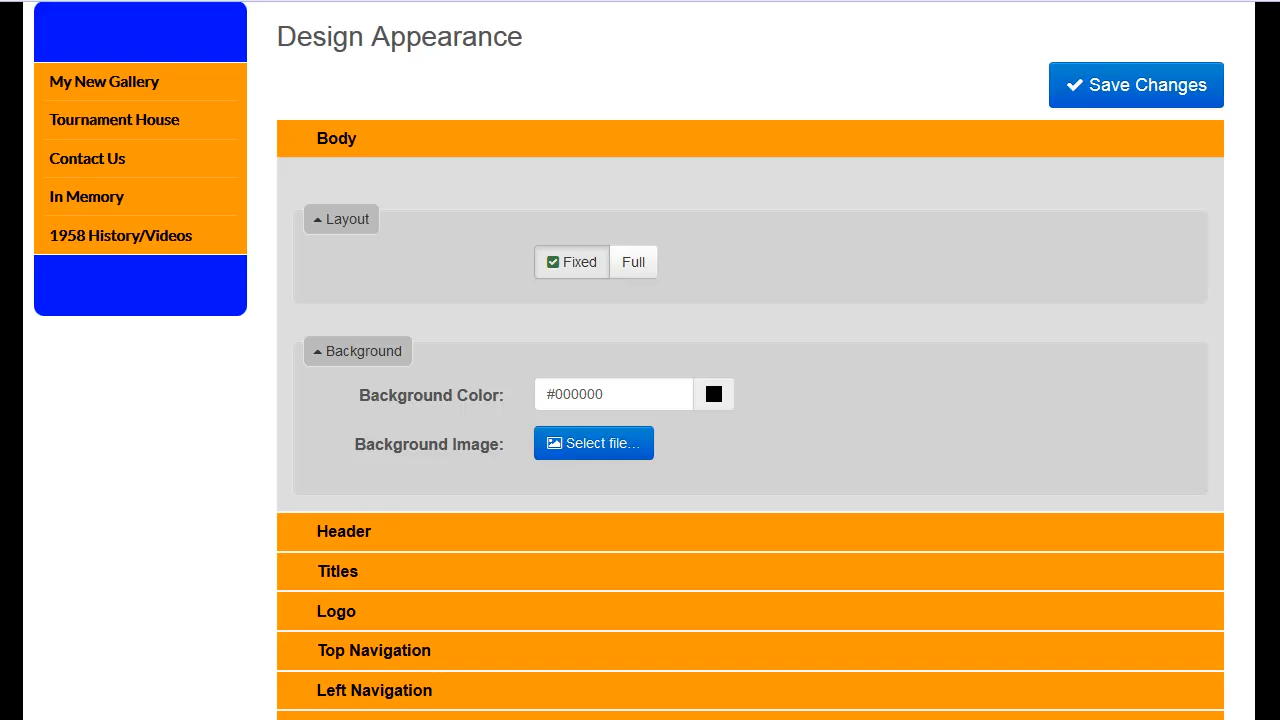 Design Appearance
My New Gallery
Tournament House
Contact Us
In Memory
1958 History/Videos
Save Changes
Body
Layout
Fixed Full
Background
Background Color: #000000
Background Image: Select file...
Header
Titles
Logo
Top Navigation
Left Navigation